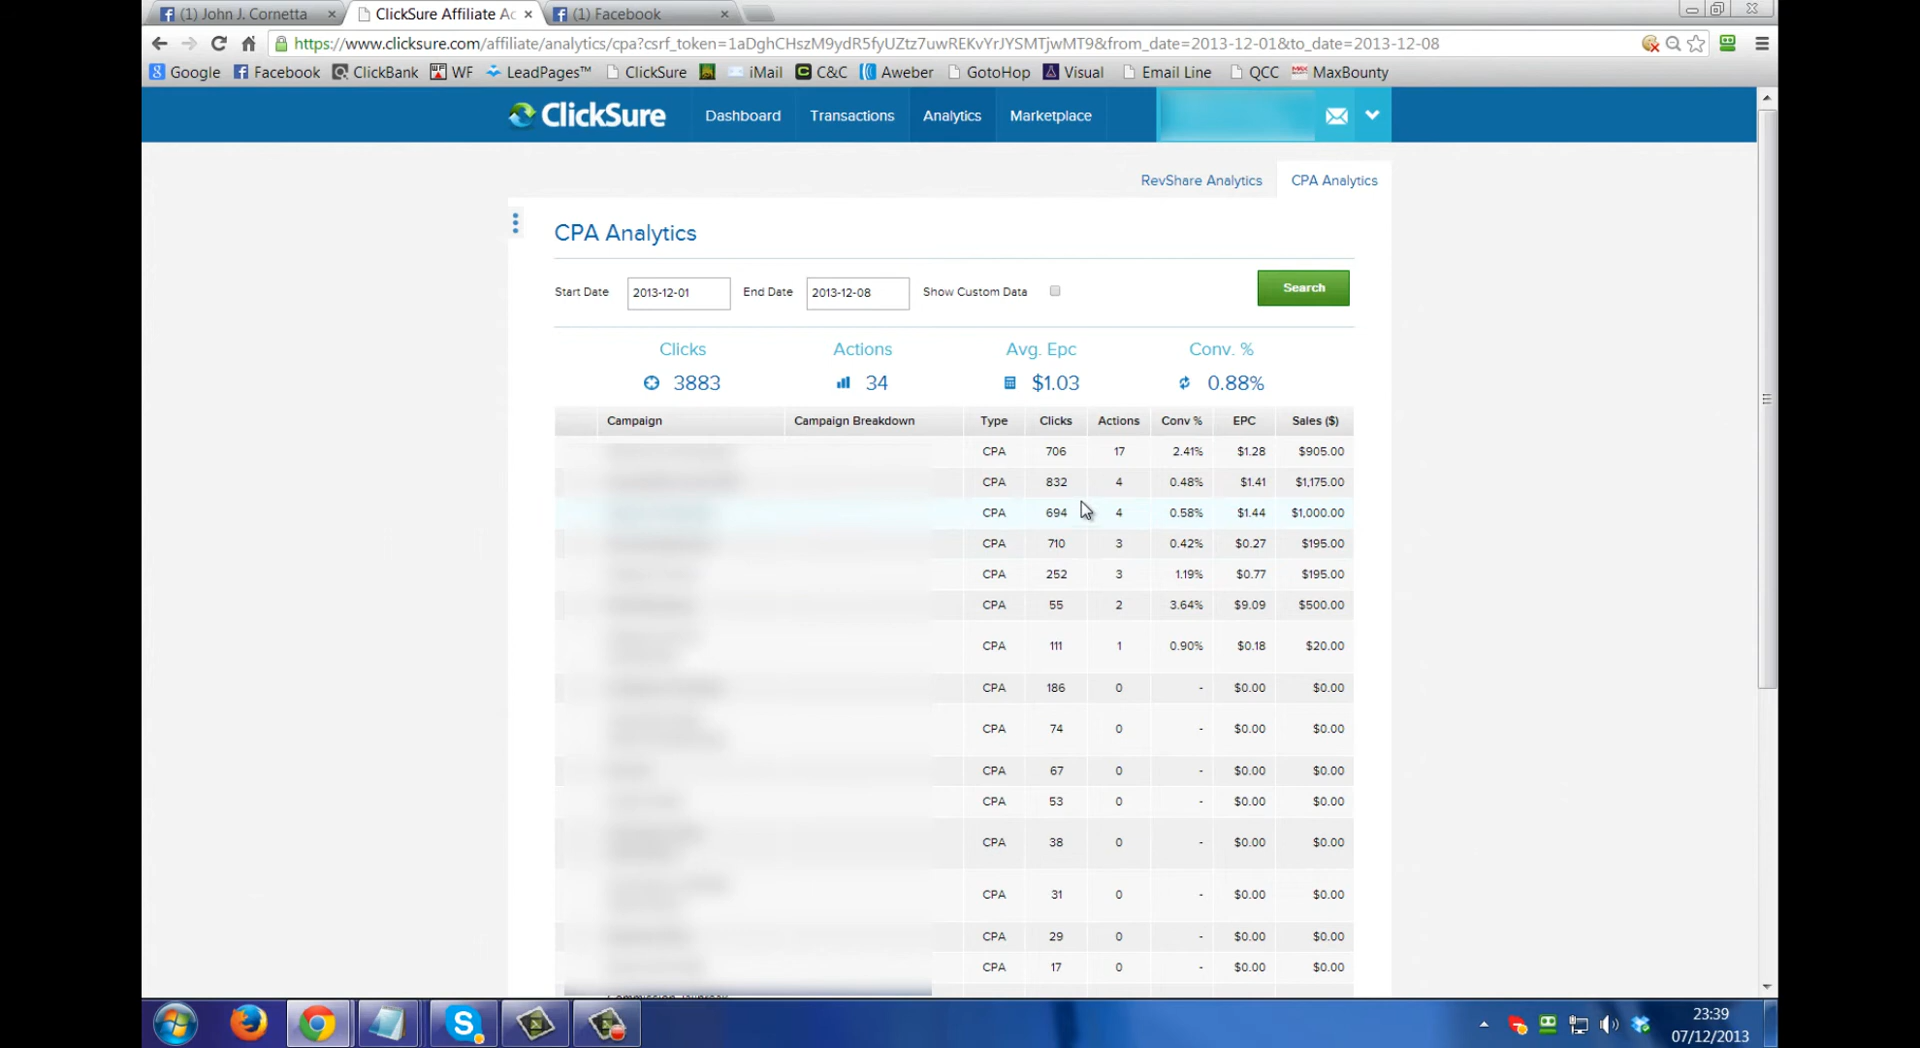 (1) John J. Cornetta
ClickSure Affiliate Ac
(1) Facebook
https://www.clicksure.com/affiliate/analytics/cpa?csrf_token=1aDghCHszM9ydR5fyUZtz7uwREKvYrJYSMTjwMT9&from_date=2013-12-01&to_date=2013-12-08
Google Facebook ClickBank WF LeadPages™ ClickSure iMail C&C Aweber GotoHop Visual Email Line QCC MaxBounty
ClickSure Dashboard Transactions Analytics Marketplace
RevShare Analytics CPA Analytics
CPA Analytics
Start Date 2013-12-01 End Date 2013-12-08 Show Custom Data Search
Clicks Actions Avg. Epc Conv. %
3883 34 $1.03 0.88%
Campaign Campaign Breakdown Type Clicks Actions Conv % EPC Sales ($)
CPA 706 17 2.41% $1.28 $905.00
CPA 832 4 0.48% $1.41 $1,175.00
CPA 694 4 0.58% $1.44 $1,000.00
CPA 710 3 0.42% $0.27 $195.00
CPA 252 3 1.19% $0.77 $195.00
CPA 55 2 3.64% $9.09 $500.00
CPA 111 1 0.90% $0.18 $20.00
CPA 186 0 - $0.00 $0.00
CPA 74 0 - $0.00 $0.00
CPA 67 0 - $0.00 $0.00
CPA 53 0 - $0.00 $0.00
CPA 38 0 - $0.00 $0.00
CPA 31 0 - $0.00 $0.00
CPA 29 0 - $0.00 $0.00
CPA 17 0 - $0.00 $0.00
23:39
07/12/2013